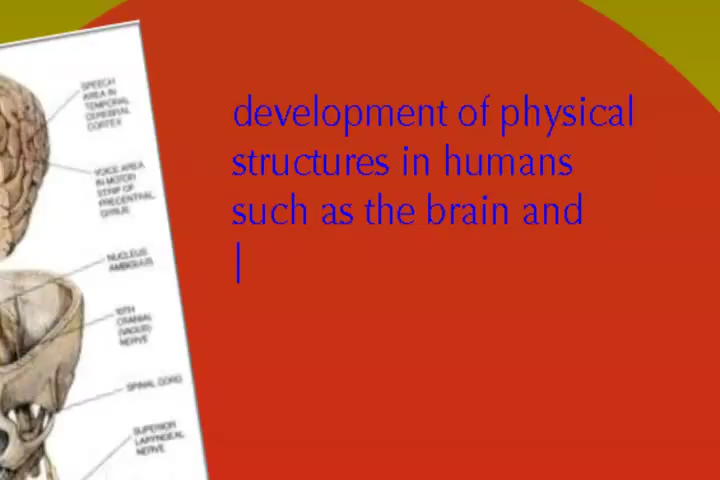 SPEECH
AREA IN
TEMPORAL
CEREBRAL
CORTEX
VOICE AREA
IN MOTOR
STRIP OF
PRECENTRAL
GYRUS
NUCLEUS
AMBIGUUS
10TH
CRANIAL
(VAGUS)
NERVE
SPINAL CORD
SUPERIOR
LARYNGEAL
NERVE
development of physical
structures in humans
such as the brain and